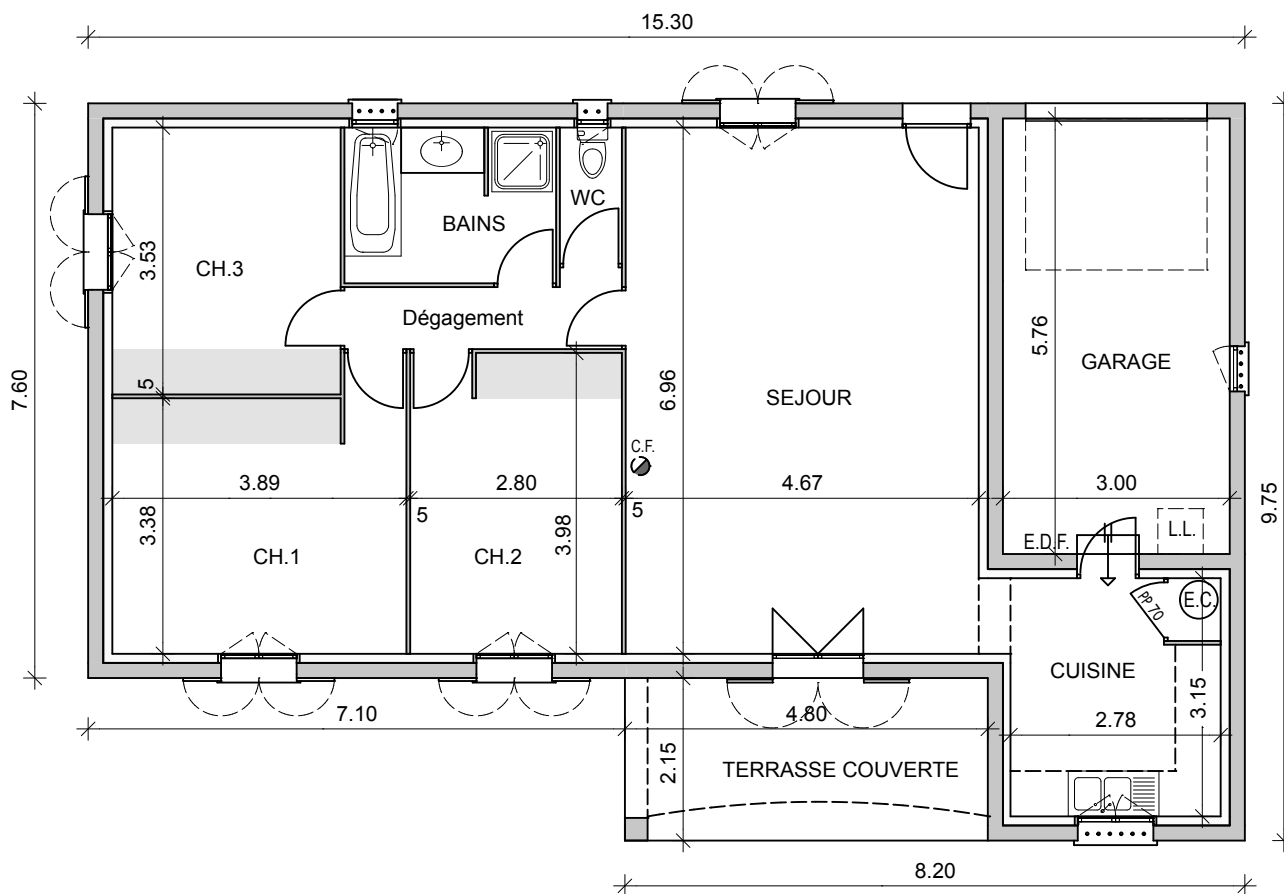 15.30
WC
BAINS
3.53
CH.3
Dégagement
5.76
GARAGE
7.60
5
6.96
SEJOUR
C.F.
3.89
2.80
4.67
3.00
9.75
5
5
3.38
3.98
E.D.F.
L.L.
CH.1
CH.2
PP 70
E.C.
CUISINE
3.15
7.10
4.80
2.78
2.15
TERRASSE COUVERTE
8.20